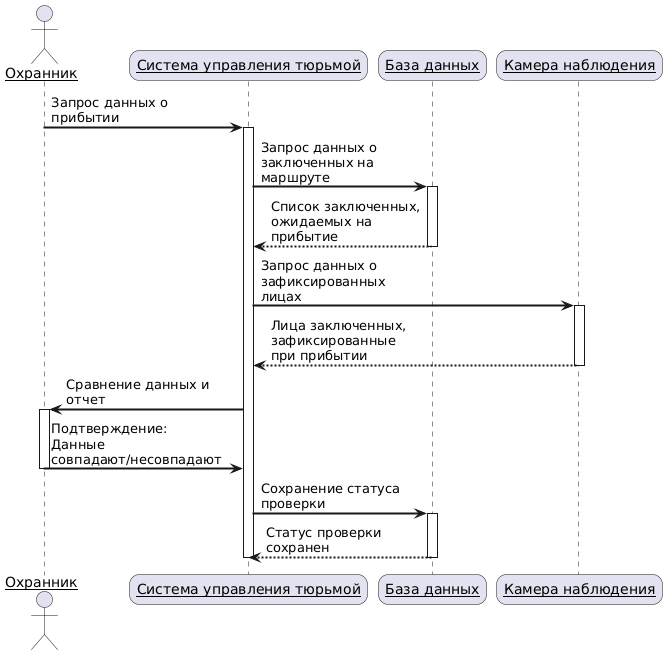 Охранник
Система управления тюрьмой
База данных
Камера наблюдения
Запрос данных о
прибытии
Запрос данных о
заключенных на
маршруте
Список заключенных,
ожидаемых на
прибытие
Запрос данных о
зафиксированных
лицах
Лица заключенных,
зафиксированные
при прибытии
Сравнение данных и
отчет
Подтверждение:
Данные
совпадают/несовпадают
Сохранение статуса
проверки
Статус проверки
сохранен
Охранник
Система управления тюрьмой
База данных
Камера наблюдения